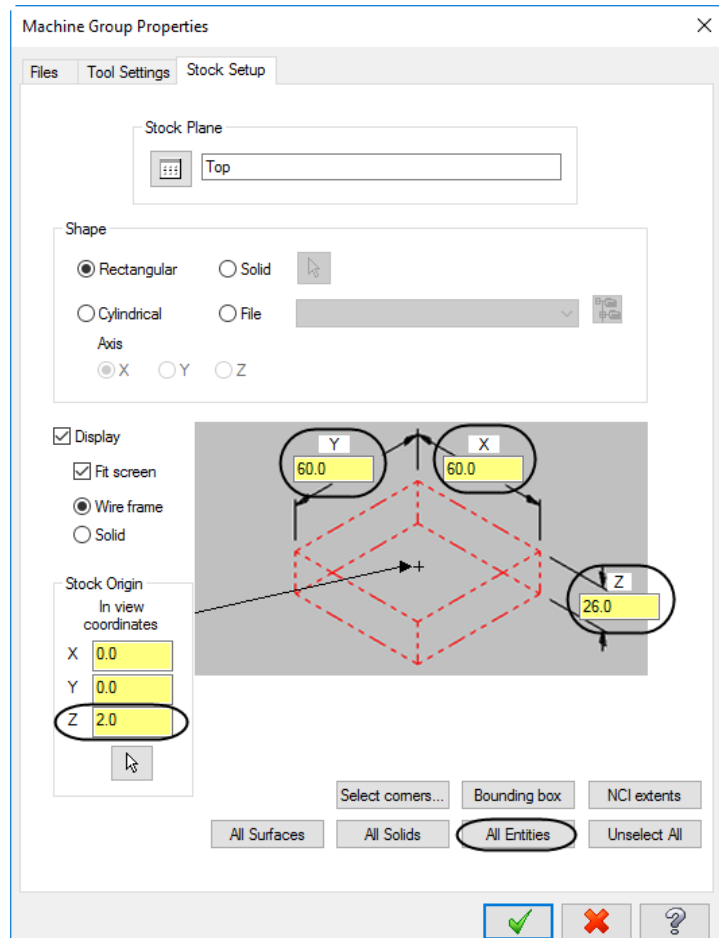 Machine Group Properties
Files Tool Settings Stock Setup
Stock Plane
Top
Shape
Rectangular Solid
Cylindrical File
Axis
X Y Z
Display
Fit screen
Wire frame
Solid
Y X
60.0 60.0
Z
26.0
Stock Origin
In view
coordinates
X 0.0
Y 0.0
Z 2.0
Select corners... Bounding box NCI extents
All Surfaces All Solids All Entities Unselect All